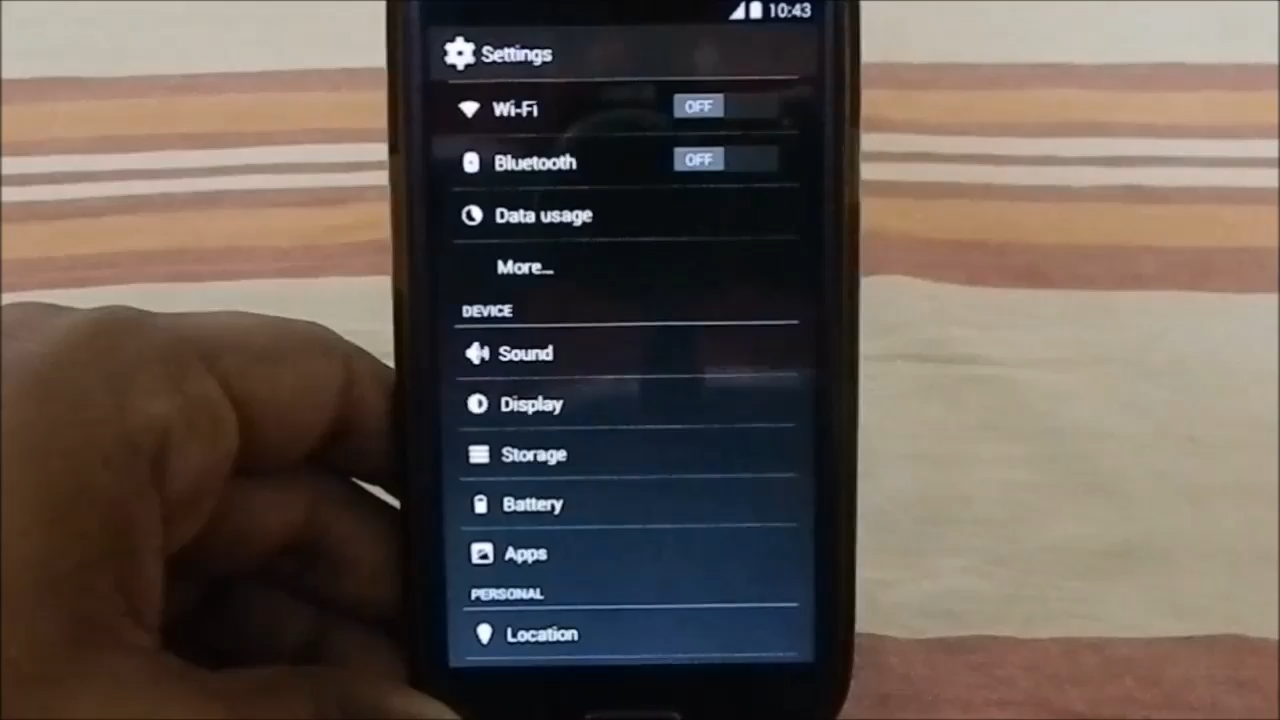 10:43
Settings
Wi-Fi OFF
Bluetooth OFF
Data usage
More...
DEVICE
Sound
Display
Storage
Battery
Apps
PERSONAL
Location